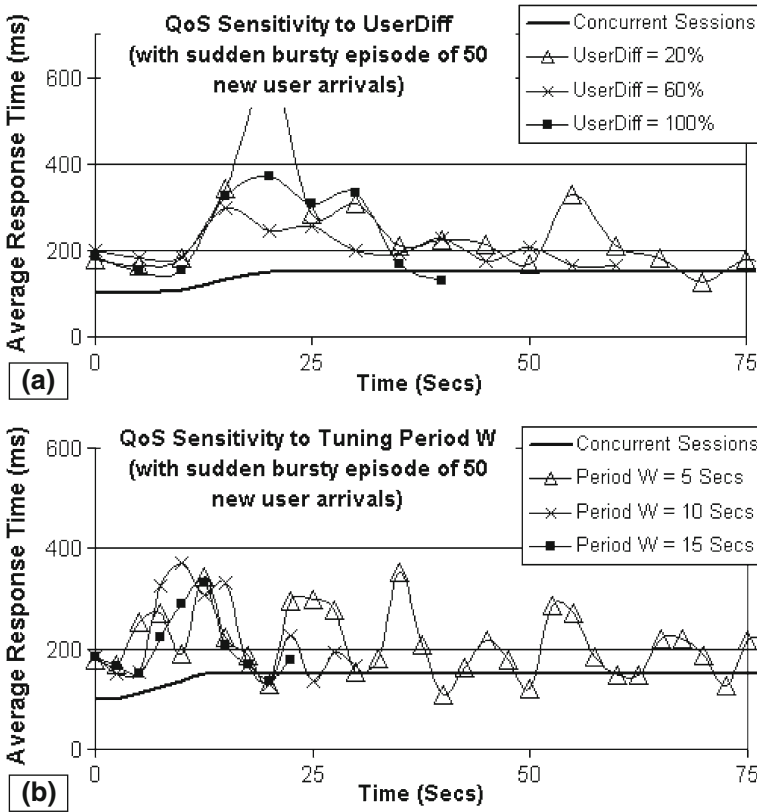 QoS Sensitivity to UserDiff
(with sudden bursty episode of 50
new user arrivals)
Concurrent Sessions
UserDiff = 20%
UserDiff = 60%
UserDiff = 100%
Average Response Time (ms)
600
400
200
0
0
25
50
75
Time (Secs)
(a)
QoS Sensitivity to Tuning Period W
(with sudden bursty episode of 50
new user arrivals)
Concurrent Sessions
Period W = 5 Secs
Period W = 10 Secs
Period W = 15 Secs
Average Response Time (ms)
600
400
200
0
0
25
50
75
Time (Secs)
(b)